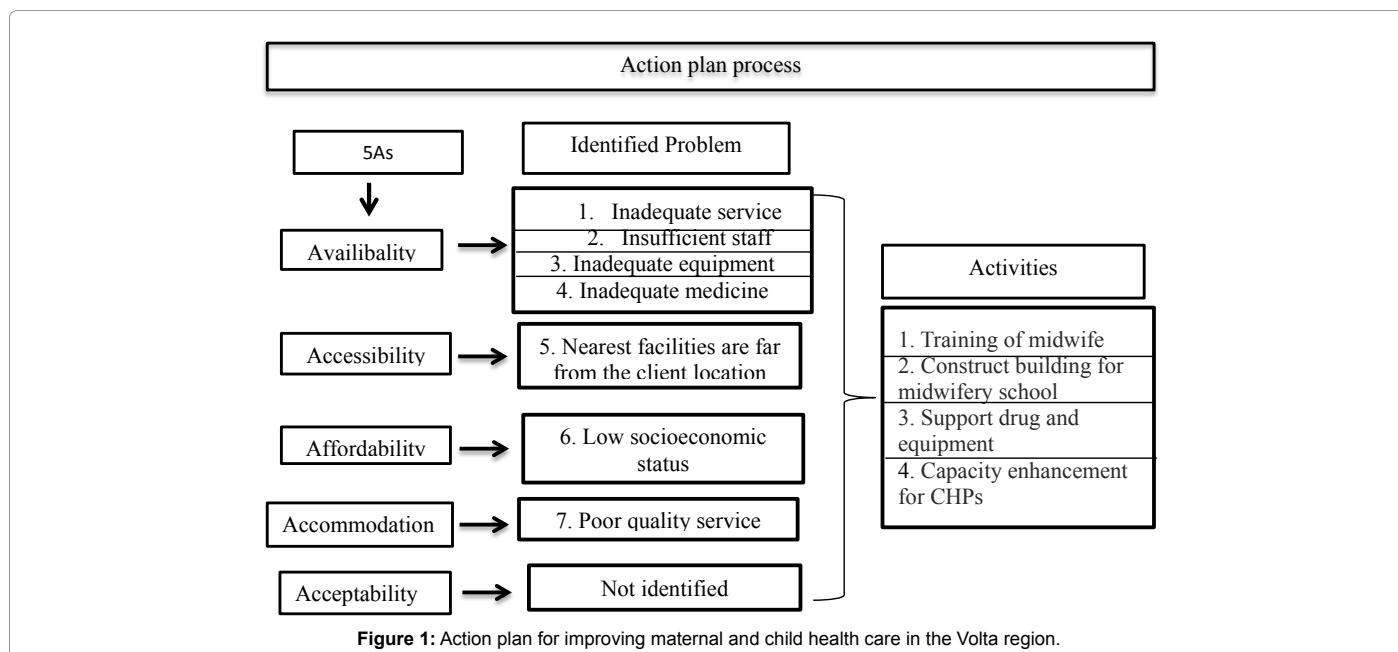 Action plan process
5As
Identified Problem
Availibality
1. Inadequate service
2. Insufficient staff
3. Inadequate equipment
4. Inadequate medicine
Accessibility
5. Nearest facilities are far
from the client location
Affordability
6. Low socioeconomic
status
Accommodation
7. Poor quality service
Acceptability
Not identified
Activities
1. Training of midwife
2. Construct building for
midwifery school
3. Support drug and
equipment
4. Capacity enhancement
for CHPs
Figure 1: Action plan for improving maternal and child health care in the Volta region.